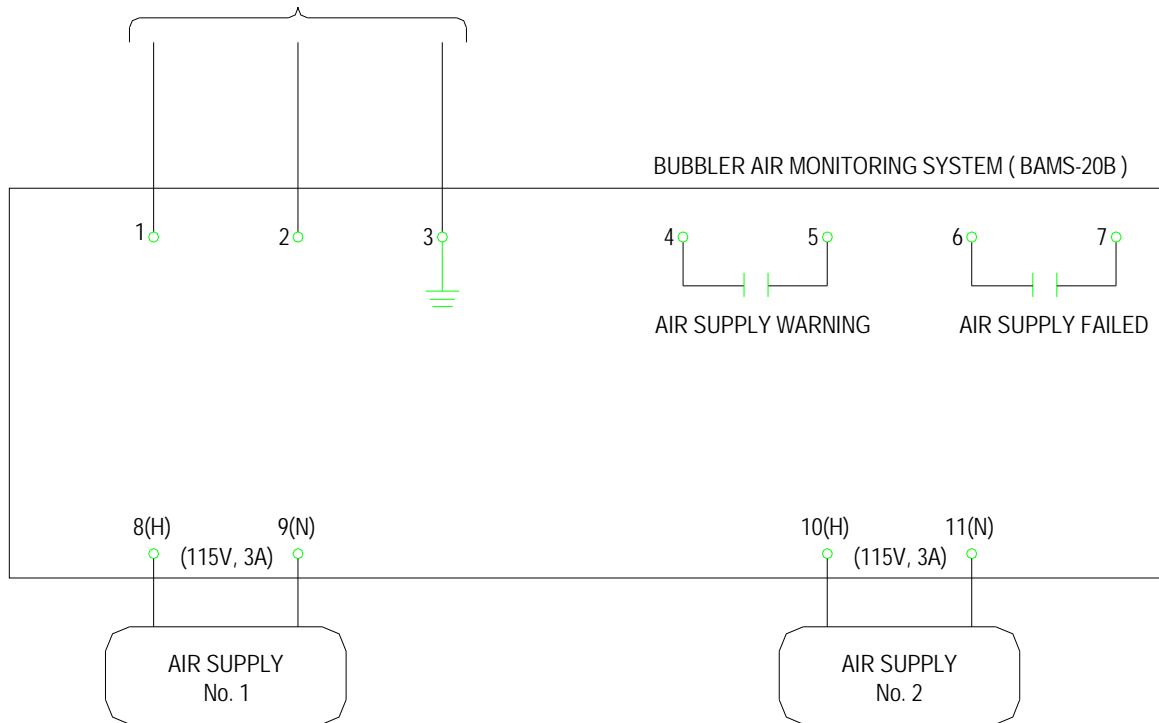 BUBBLER AIR MONITORING SYSTEM ( BAMS-20B )
1 2 3 4 5 6 7
AIR SUPPLY WARNING AIR SUPPLY FAILED
8(H) 9(N) 10(H) 11(N)
(115V, 3A) (115V, 3A)
AIR SUPPLY AIR SUPPLY
No. 1 No. 2